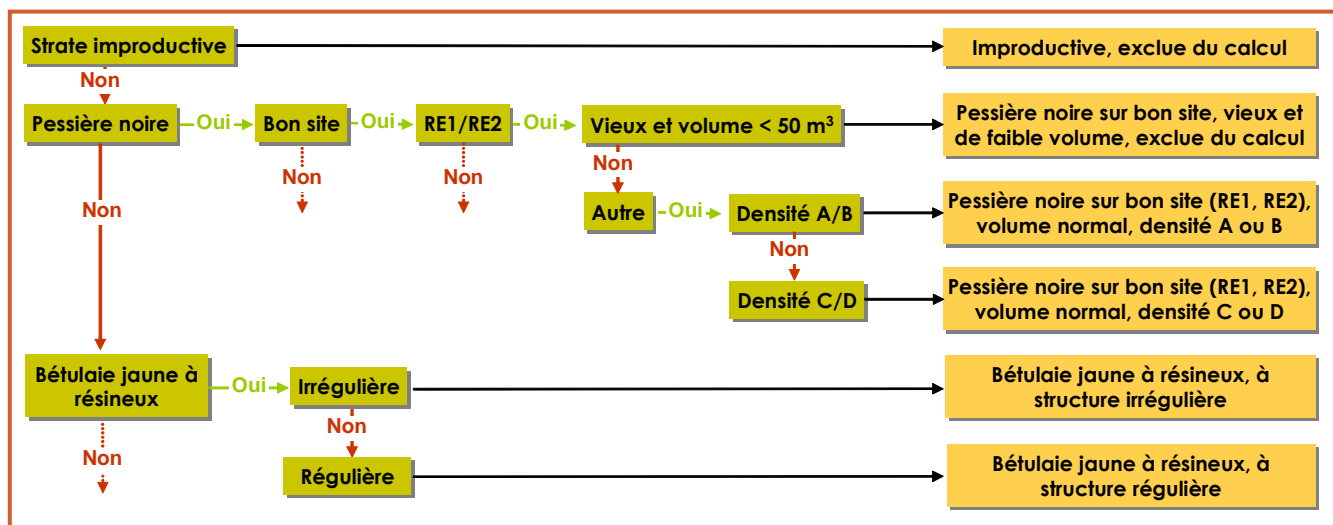 Strate improductive
Improductive, exclue du calcul
Non
Pessière noire
Oui
Bon site
Oui
RE1/RE2
Oui
Vieux et volume < 50 m³
Pessière noire sur bon site, vieux et
de faible volume, exclue du calcul
Non
Non
Non
Non
Autre
Oui
Densité A/B
Pessière noire sur bon site (RE1, RE2),
volume normal, densité A ou B
Non
Densité C/D
Pessière noire sur bon site (RE1, RE2),
volume normal, densité C ou D
Bétulaie jaune à
résineux
Oui
Irrégulière
Bétulaie jaune à résineux, à
structure irrégulière
Non
Non
Régulière
Bétulaie jaune à résineux, à
structure régulière